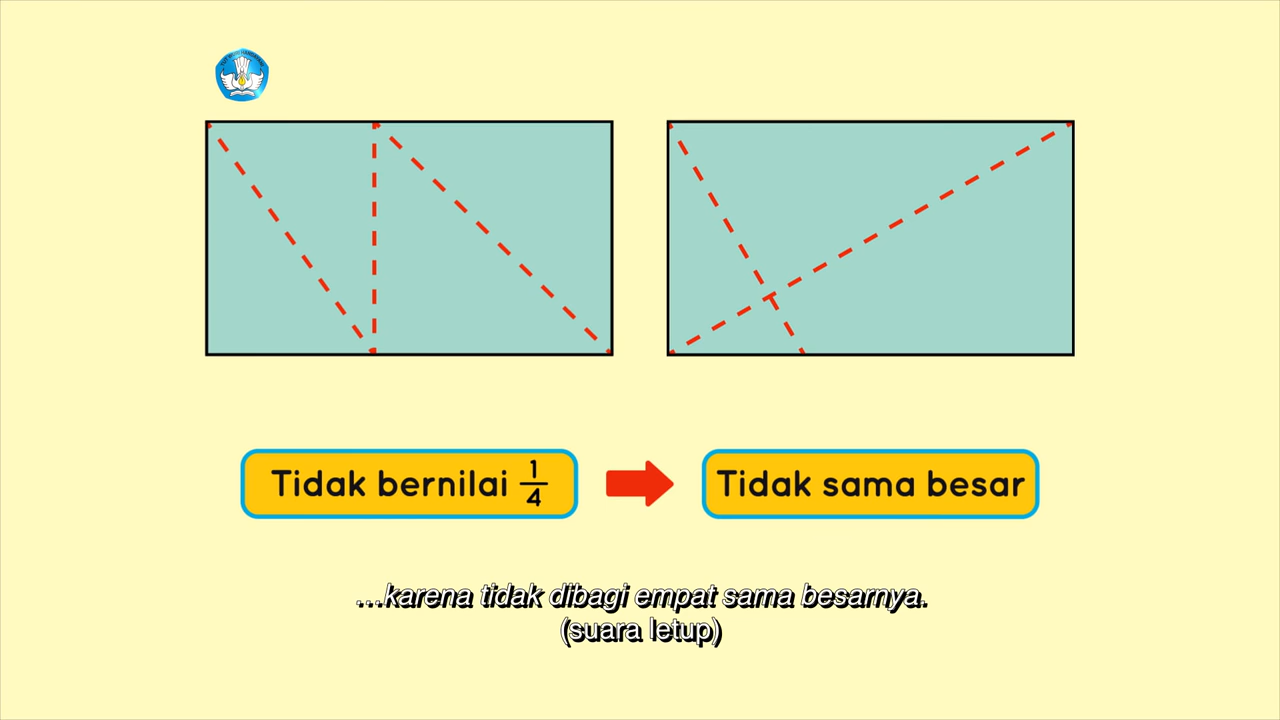 Tidak bernilai 1/4
Tidak sama besar
...karena tidak dibagi empat sama besarnya.
(suara letup)